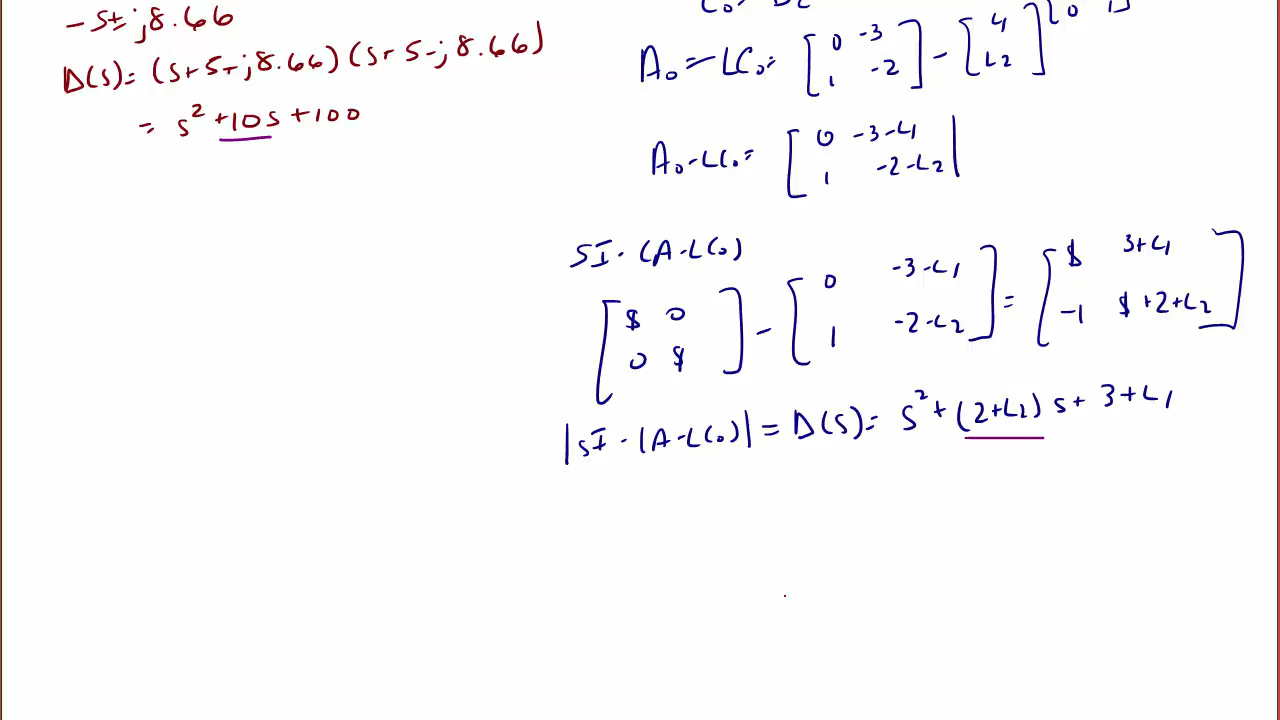 -5± j8.66
D(s)= (s+5+j8.66)(s+5-j8.66)
= s² +10s +100
A₀-LC₀= [0 -3; 1 -2] - [L1; L2][0 1]
A₀-LC₀= [0 -3-L1; 1 -2-L2]
SI-(A-LC₀)
[s 0; 0 s] - [0 -3-L1; 1 -2-L2] = [s 3+L1; -1 s+2+L2]
|SI-(A-LC₀)| = D(s)= s² + (2+L2) s + 3+L1